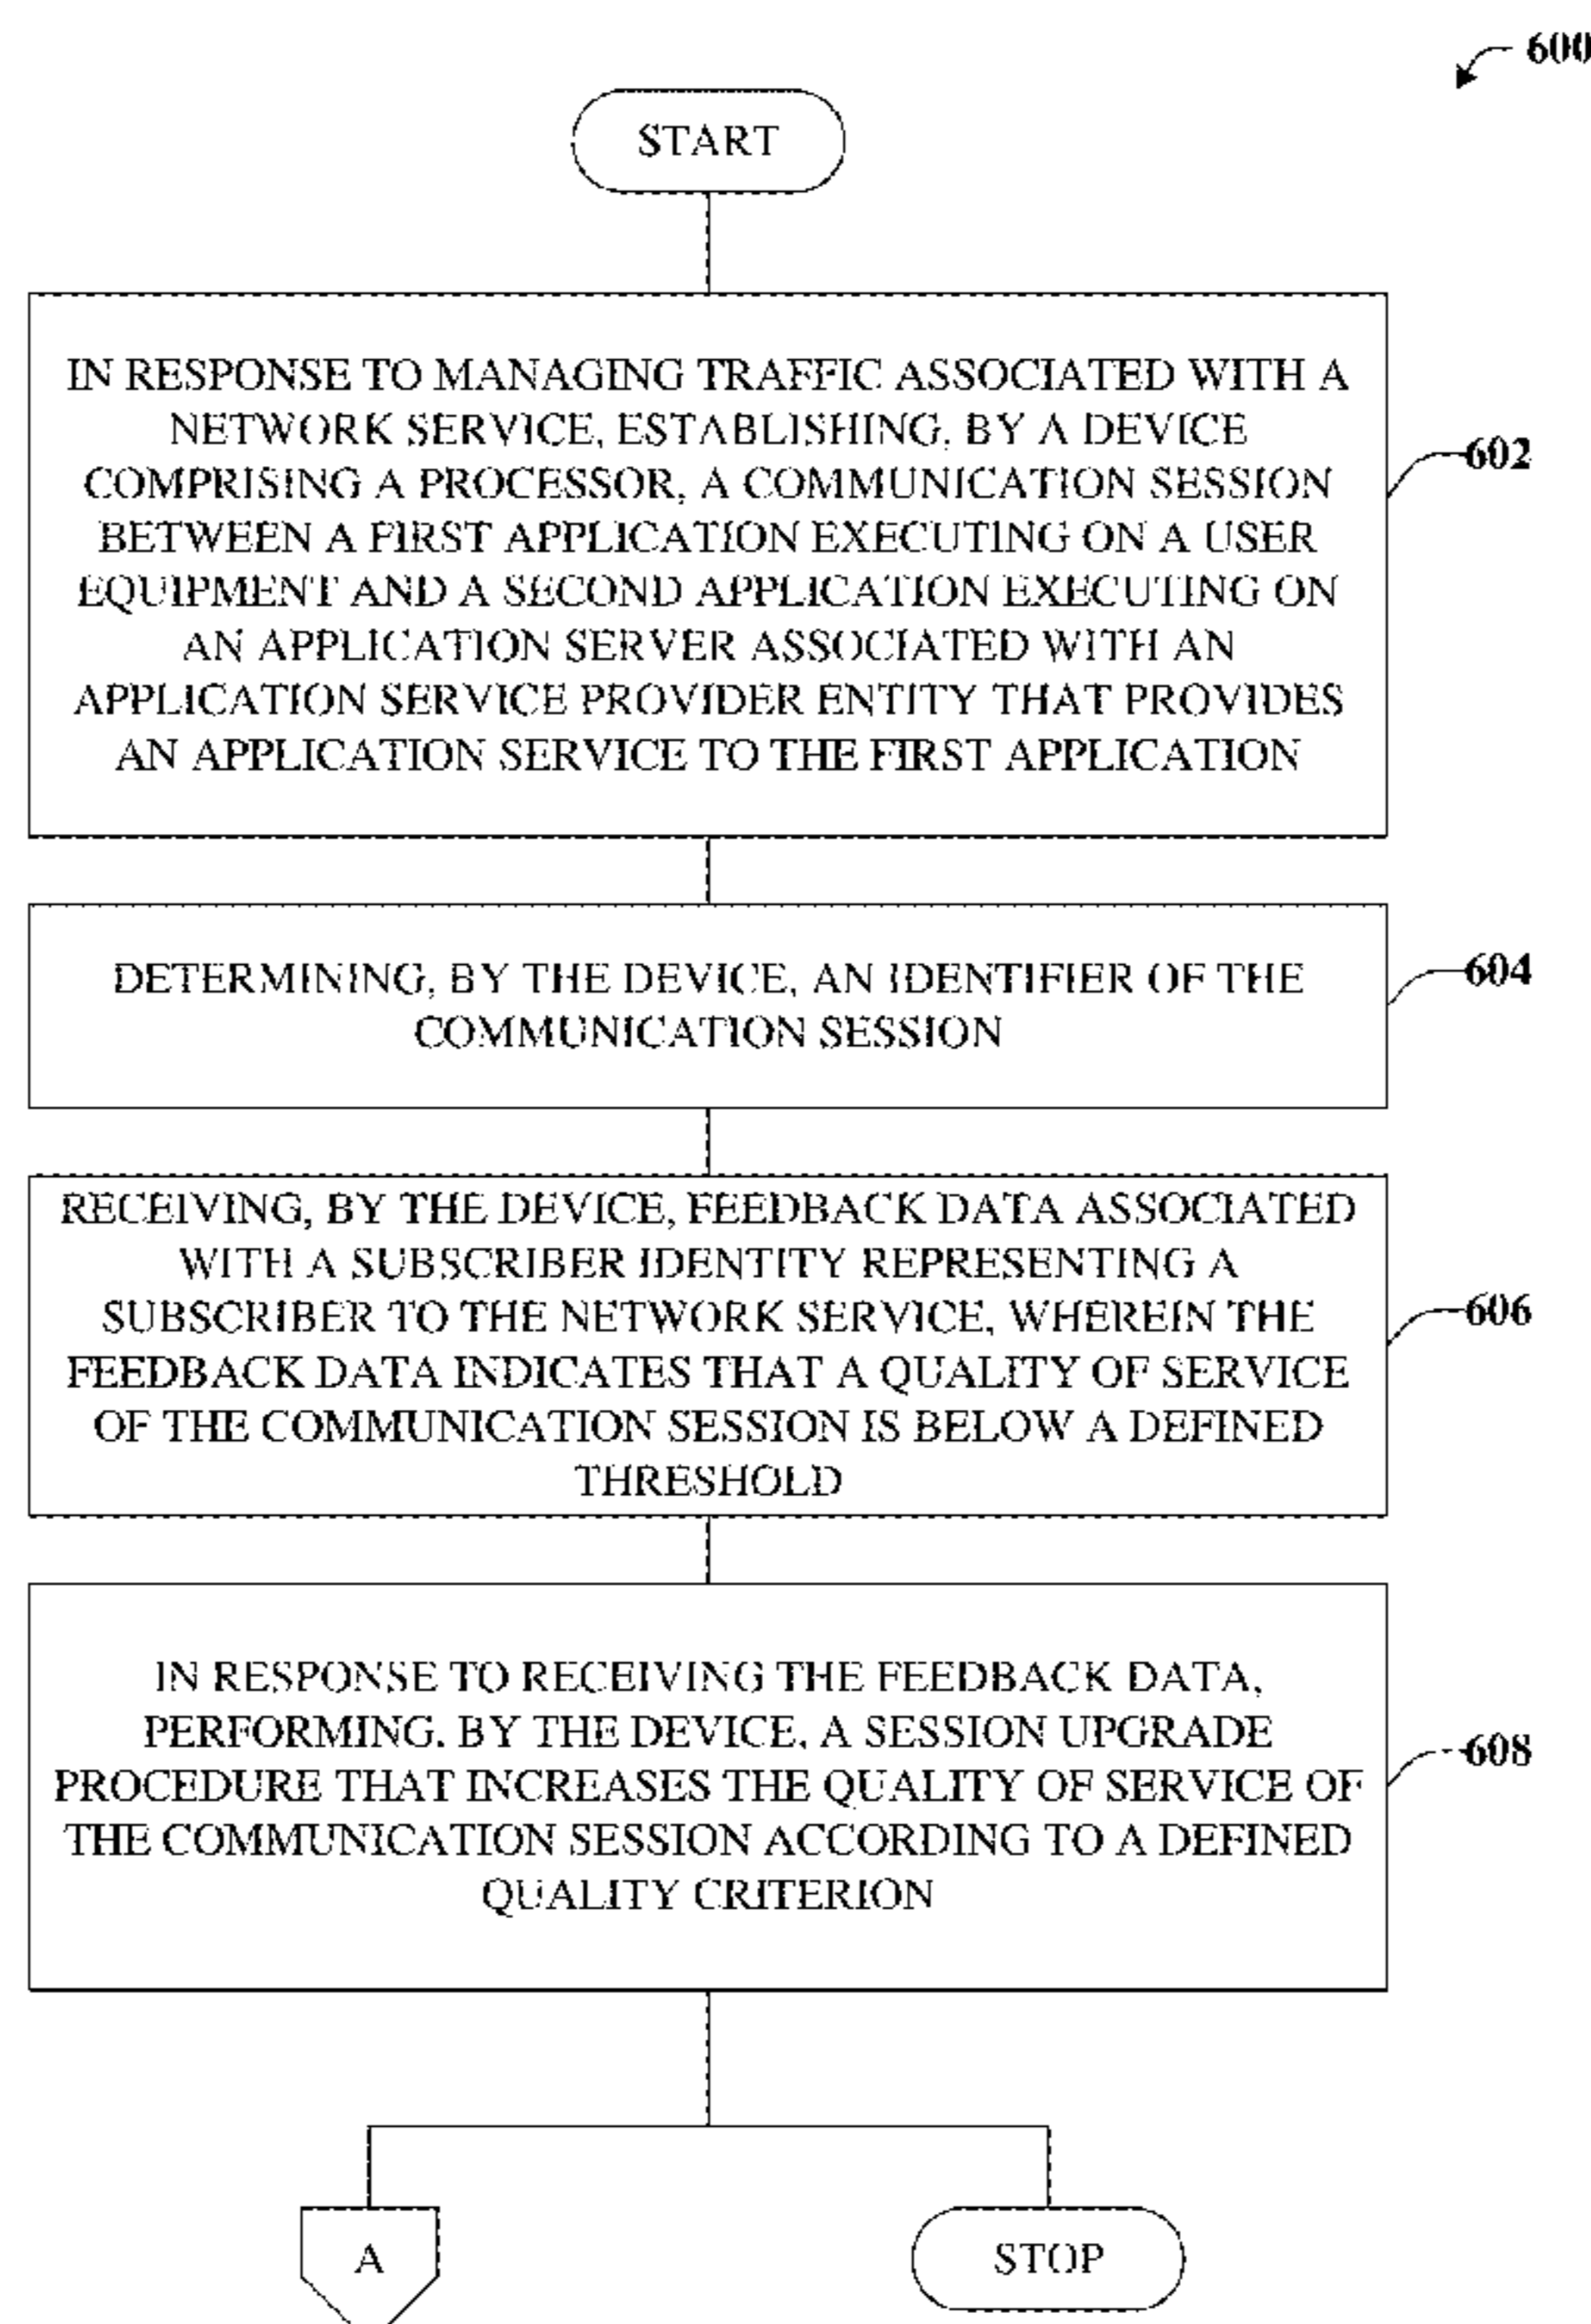 600
START
IN RESPONSE TO MANAGING TRAFFIC ASSOCIATED WITH A
NETWORK SERVICE, ESTABLISHING, BY A DEVICE
COMPRISING A PROCESSOR, A COMMUNICATION SESSION
BETWEEN A FIRST APPLICATION EXECUTING ON A USER
EQUIPMENT AND A SECOND APPLICATION EXECUTING ON
AN APPLICATION SERVER ASSOCIATED WITH AN
APPLICATION SERVICE PROVIDER ENTITY THAT PROVIDES
AN APPLICATION SERVICE TO THE FIRST APPLICATION
602
DETERMINING, BY THE DEVICE, AN IDENTIFIER OF THE
COMMUNICATION SESSION
604
RECEIVING, BY THE DEVICE, FEEDBACK DATA ASSOCIATED
WITH A SUBSCRIBER IDENTITY REPRESENTING A
SUBSCRIBER TO THE NETWORK SERVICE, WHEREIN THE
FEEDBACK DATA INDICATES THAT A QUALITY OF SERVICE
OF THE COMMUNICATION SESSION IS BELOW A DEFINED
THRESHOLD
606
IN RESPONSE TO RECEIVING THE FEEDBACK DATA,
PERFORMING, BY THE DEVICE, A SESSION UPGRADE
PROCEDURE THAT INCREASES THE QUALITY OF SERVICE OF
THE COMMUNICATION SESSION ACCORDING TO A DEFINED
QUALITY CRITERION
608
A
STOP